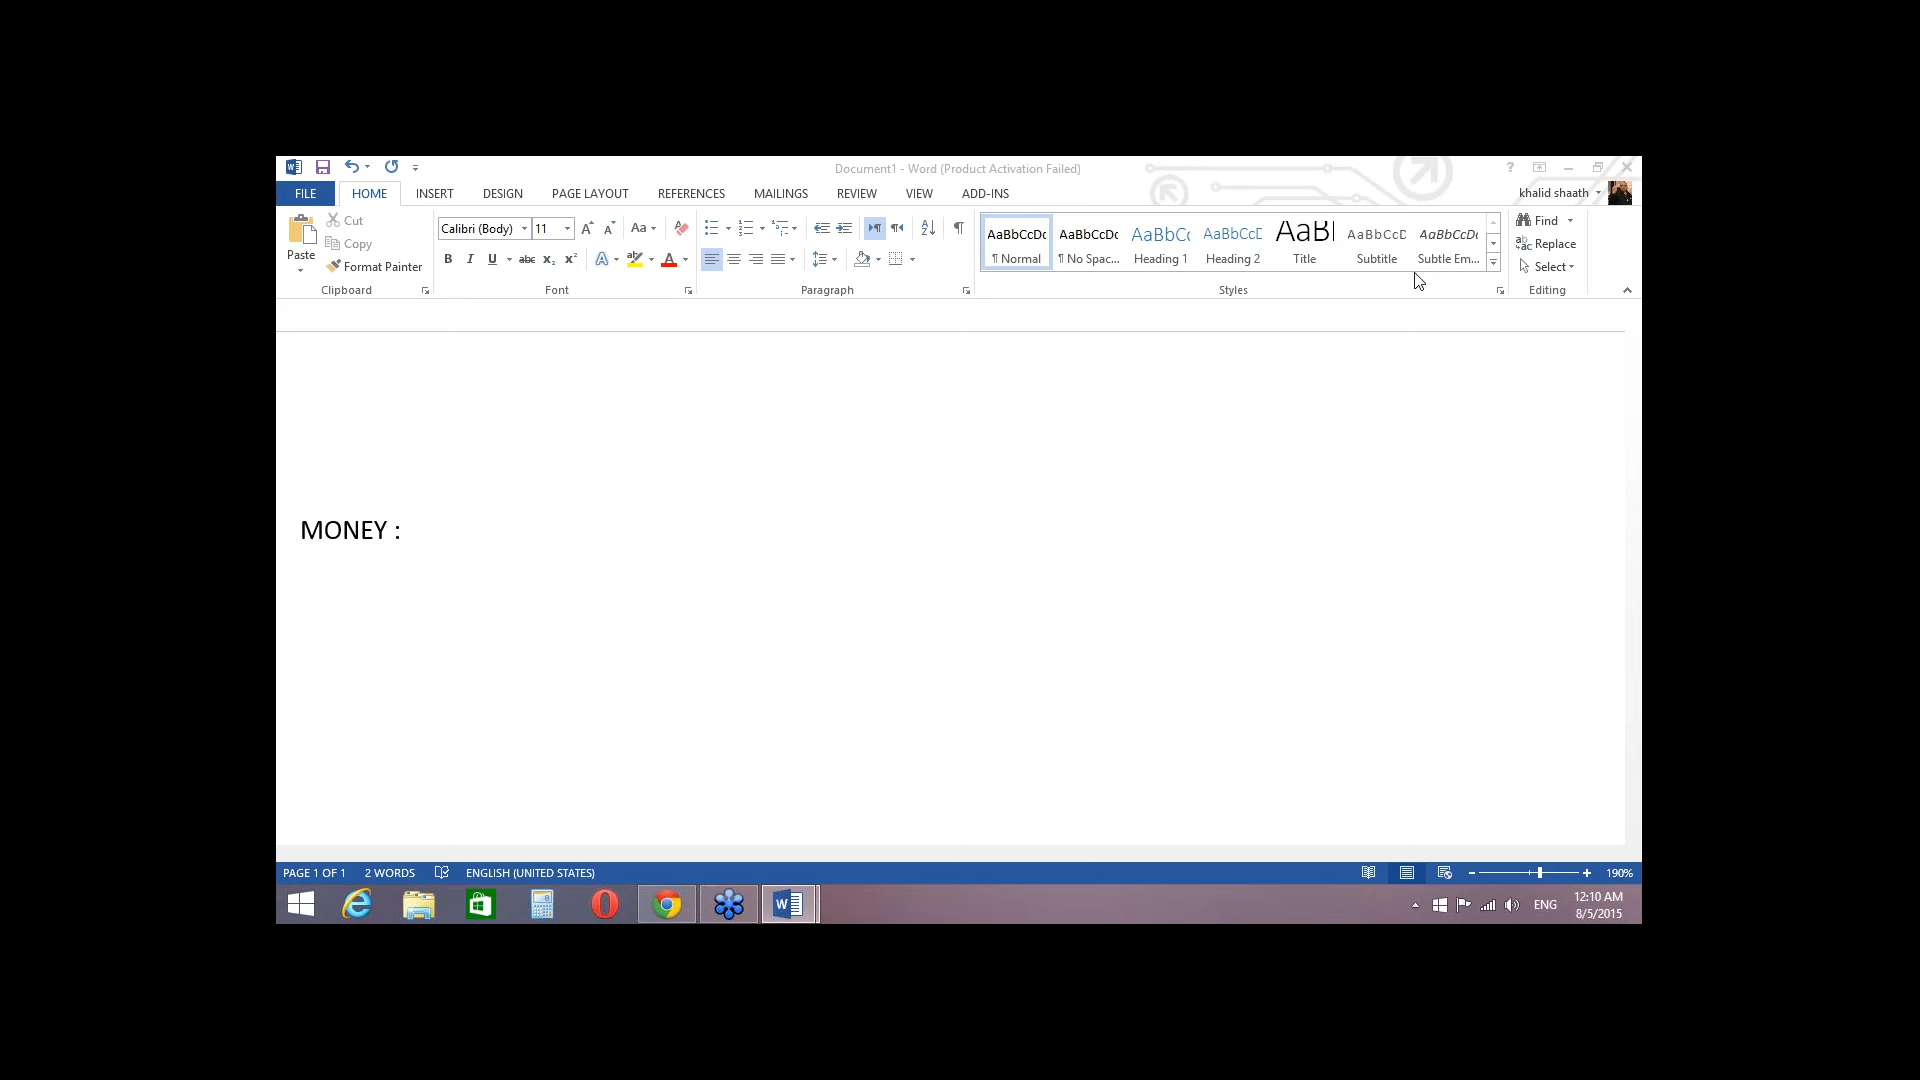 Document1 - Word (Product Activation Failed)
?
FILE HOME INSERT DESIGN PAGE LAYOUT REFERENCES MAILINGS REVIEW VIEW ADD-INS khalid shaath
Paste
Cut
Copy
Format Painter
Clipboard
Calibri (Body) 11
Font
Paragraph
AaBbCcDc AaBbCcDc AaBbCc AaBbCcD AaBl AaBbCcD AaBbCcDc
¶ Normal ¶ No Spac... Heading 1 Heading 2 Title Subtitle Subtle Em...
Styles
Find
Replace
Select
Editing
MONEY :
PAGE 1 OF 1 2 WORDS ENGLISH (UNITED STATES) 190%
ENG
12:10 AM
8/5/2015